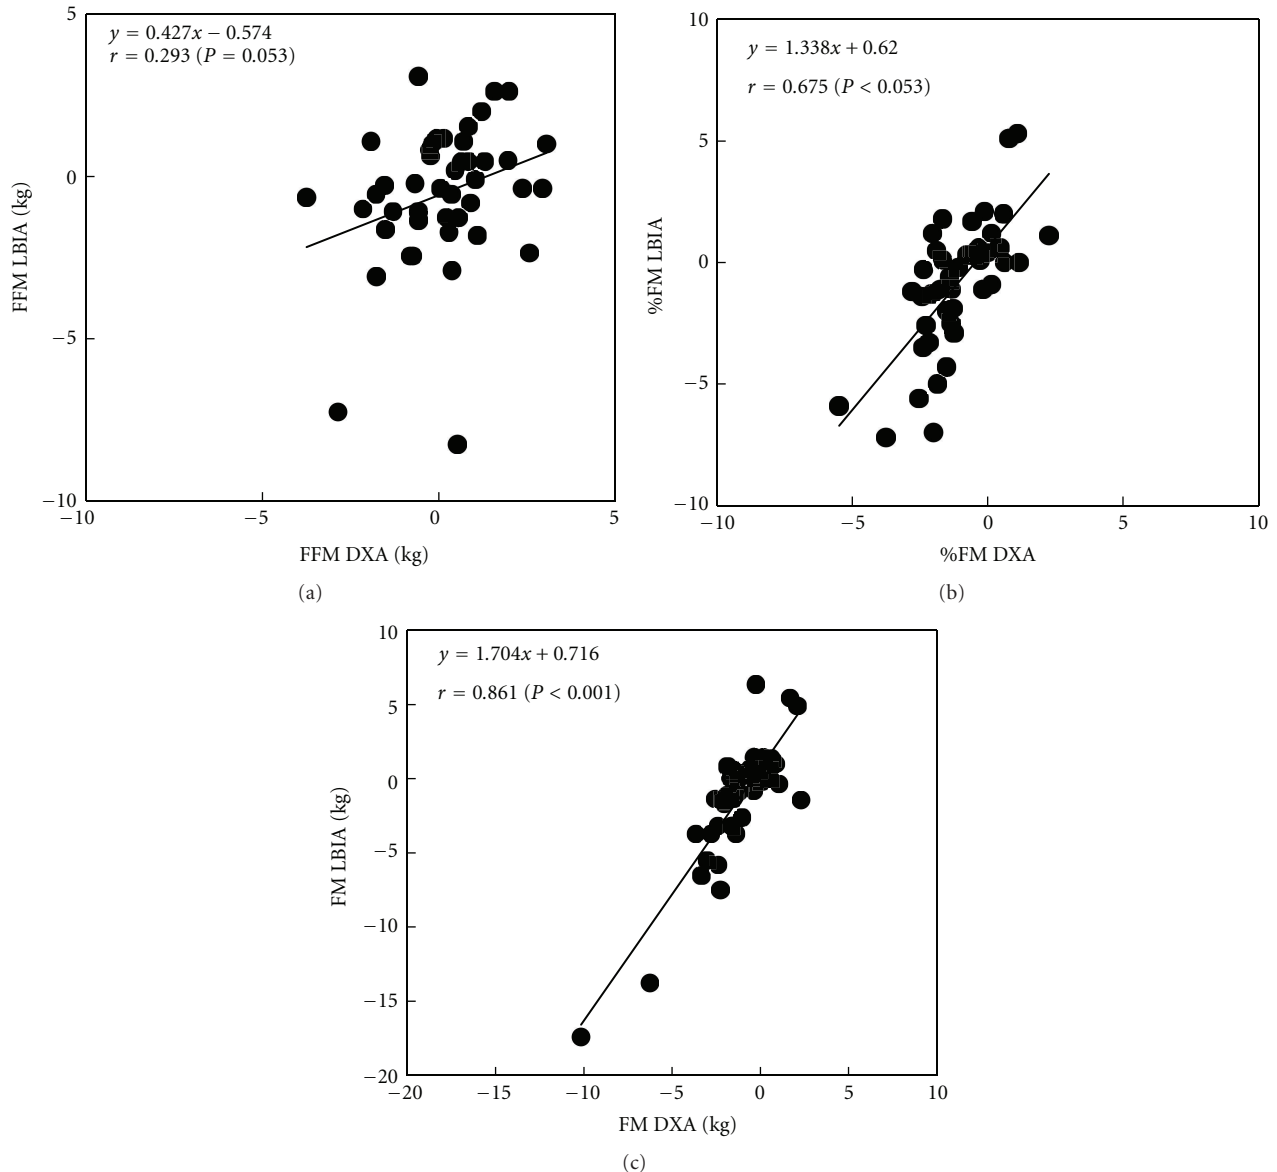 y = 0.427x − 0.574
r = 0.293 (P = 0.053)
5
0
−5
−10
FFM LBIA (kg)
−10
−5
0
5
FFM DXA (kg)
(a)
y = 1.338x + 0.62
r = 0.675 (P < 0.053)
10
5
0
−5
−10
%FM LBIA
−10
−5
0
5
10
%FM DXA
(b)
y = 1.704x + 0.716
r = 0.861 (P < 0.001)
10
5
0
−5
−10
−15
−20
FM LBIA (kg)
−20
−15
−10
−5
0
5
10
FM DXA (kg)
(c)